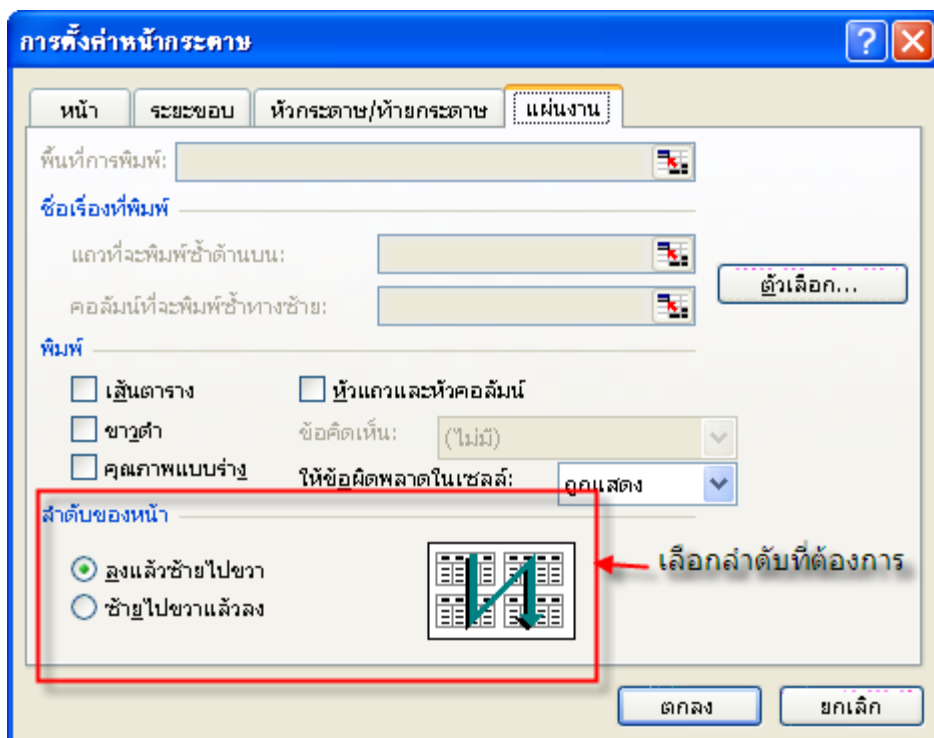 การตั้งค่าหน้ากระดาษ
หน้า ระยะขอบ หัวกระดาษ/ท้ายกระดาษ แผ่นงาน
พื้นที่การพิมพ์:
ชื่อเรื่องที่พิมพ์
แถวที่จะพิมพ์ซ้ำด้านบน:
คอลัมน์ที่จะพิมพ์ซ้ำทางซ้าย:
ตัวเลือก...
พิมพ์
เส้นตาราง หัวแถวและหัวคอลัมน์
ขาวดำ ข้อคิดเห็น: (ไม่มี)
คุณภาพแบบร่าง ให้ข้อผิดพลาดในเซลล์: ถูกแสดง
ลำดับของหน้า
ลงแล้วซ้ายไปขวา
ซ้ายไปขวาแล้วลง
เลือกลำดับที่ต้องการ
ตกลง ยกเลิก